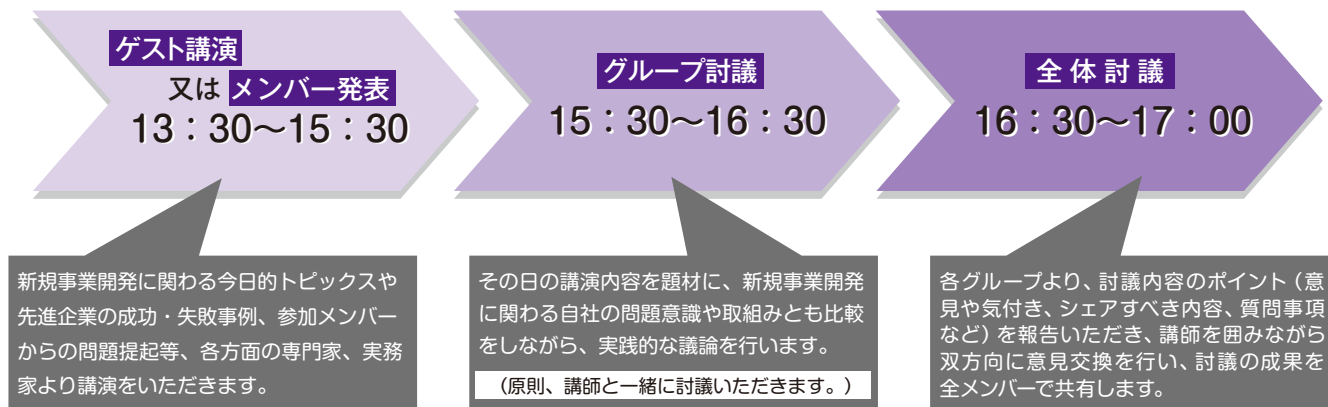 ゲスト講演
又は メンバー発表
13：30～15：30
グループ討議
15：30～16：30
全体討議
16：30～17：00
新規事業開発に関わる今日的トピックスや
先進企業の成功・失敗事例、参加メンバー
からの問題提起等、各方面の専門家、実務
家より講演をいただきます。
その日の講演内容を題材に、新規事業開発
に関わる自社の問題意識や取組みとも比較
をしながら、実践的な議論を行います。
（原則、講師と一緒に討議いただきます。）
各グループより、討議内容のポイント（意
見や気付き、シェアすべき内容、質問事項
など）を報告いただき、講師を囲みながら
双方向に意見交換を行い、討議の成果を
全メンバーで共有します。